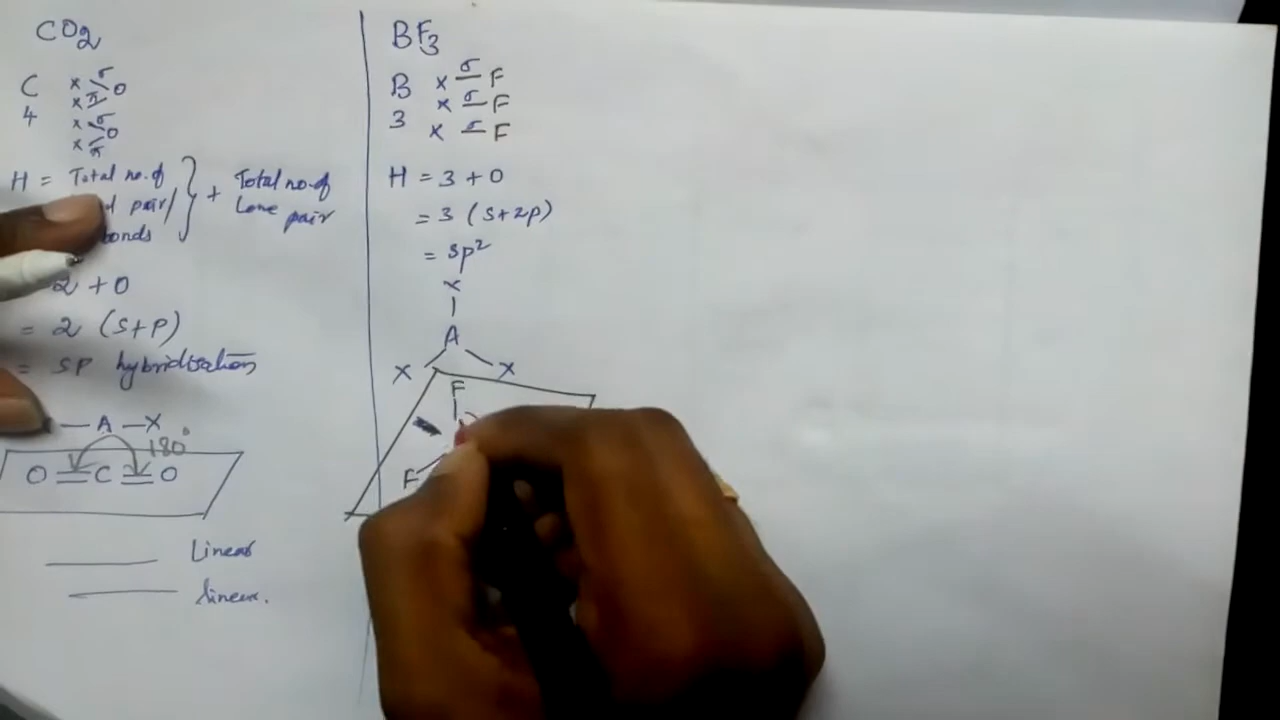 CO2
C x σ O
x π
4 x σ O
x π
H = Total no. of } + Total no. of
pair/ Lone pair
bonds
2 + 0
= 2 (s+p)
= sp hybridisation
— A — X
180°
O = C = O
Linear
linear.
BF3
B x σ F
x σ F
3 x σ F
H = 3 + 0
= 3 (s+2p)
= sp²
x
A
X X
F
F